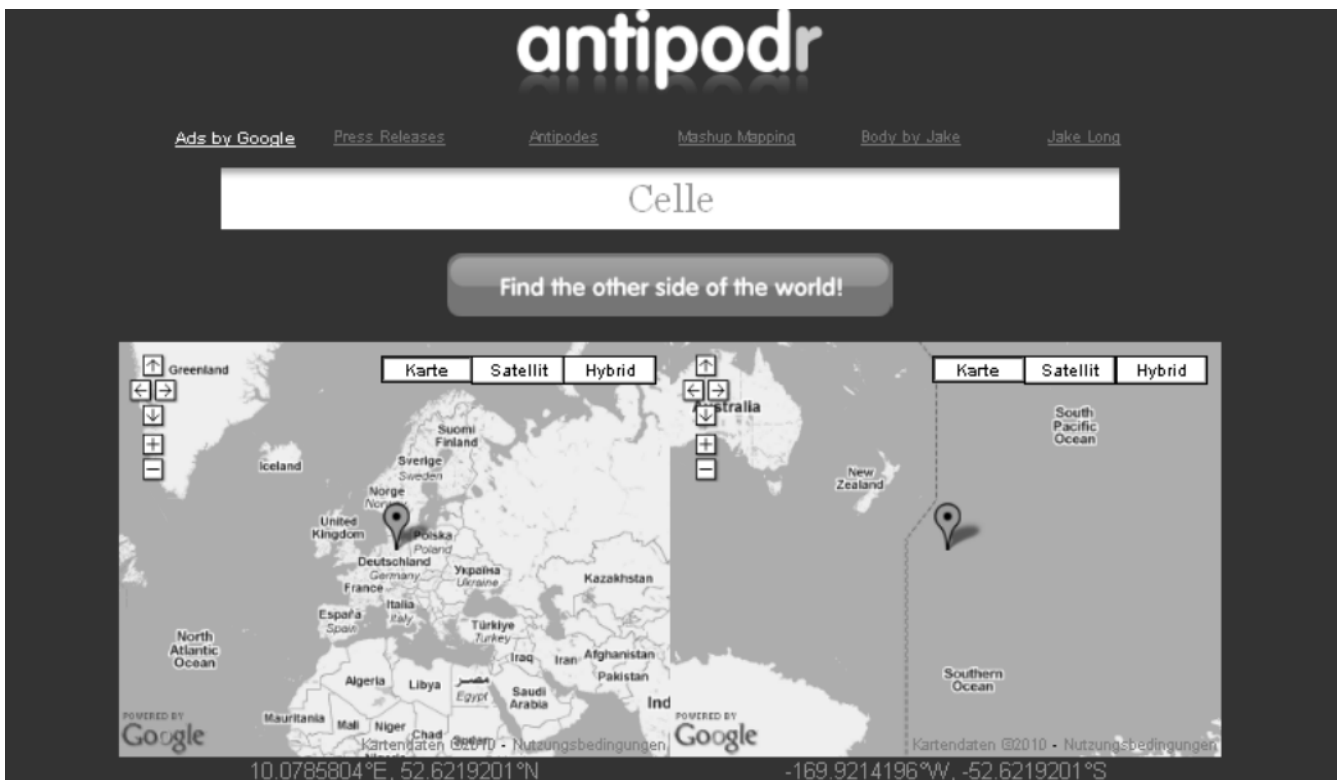 antipodr
Ads by Google Press Releases Antipodes Mashup Mapping Body by Jake Jake Long
Celle
Find the other side of the world!
Karte Satellit Hybrid
Greenland
Suomi
Finland
Sverige
Sweden
Iceland
Norge
United
Kingdom
Polska
Poland
Deutschland
Germany
Україна
Ukraine
France
Kazakhstan
Italia
Italy
España
Spain
Türkiye
Turkey
North
Atlantic
Ocean
Iraq
Iran
Afghanistan
Pakistan
Algeria
Libya
Egypt
Saudi
Arabia
Ind
Mauritania
Mali
Niger
Chad
POWERED BY
Google
Kartendaten ©2010 - Nutzungsbedingungen
10.0785804°E, 52.6219201°N
Karte Satellit Hybrid
Australia
South
Pacific
Ocean
New
Zealand
Southern
Ocean
POWERED BY
Google
Kartendaten ©2010 - Nutzungsbedingungen
-169.9214196°W, -52.6219201°S